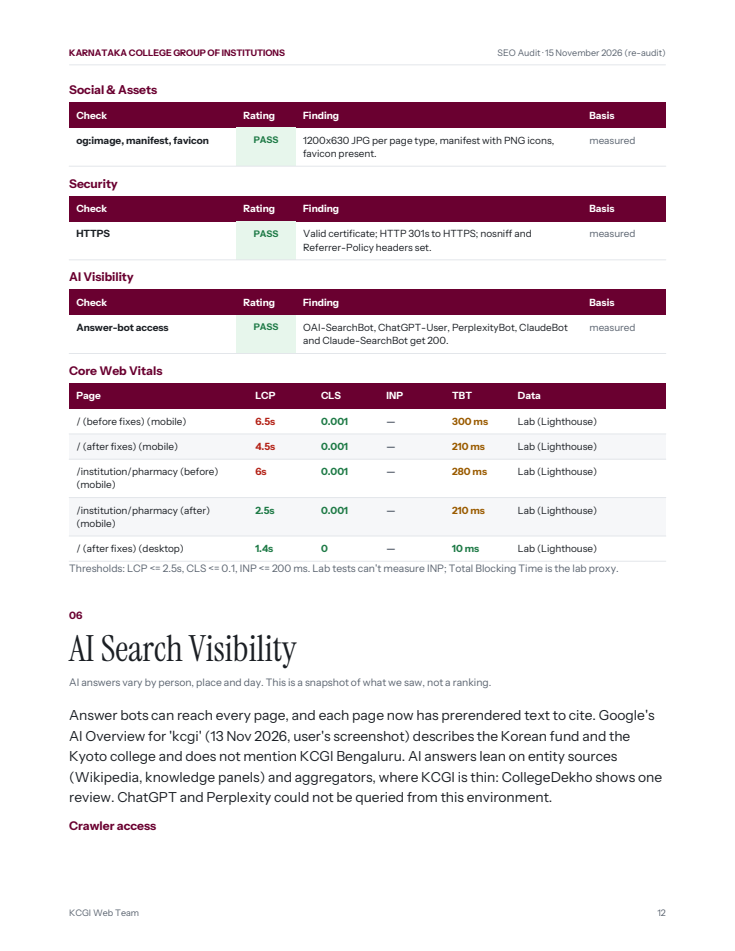 KARNATAKA COLLEGE GROUP OF INSTITUTIONS SEO Audit · 15 November 2026 (re-audit)
Social & Assets
Check Rating Finding Basis
og:image, manifest, favicon PASS 1200x630 JPG per page type, manifest with PNG icons, measured
favicon present.
Security
Check Rating Finding Basis
HTTPS PASS Valid certificate; HTTP 301s to HTTPS; nosniff and measured
Referrer-Policy headers set.
AI Visibility
Check Rating Finding Basis
Answer-bot access PASS OAI-SearchBot, ChatGPT-User, PerplexityBot, ClaudeBot measured
and Claude-SearchBot get 200.
Core Web Vitals
Page LCP CLS INP TBT Data
/ (before fixes) (mobile) 6.5s 0.001 — 300 ms Lab (Lighthouse)
/ (after fixes) (mobile) 4.5s 0.001 — 210 ms Lab (Lighthouse)
/institution/pharmacy (before) 6s 0.001 — 280 ms Lab (Lighthouse)
(mobile)
/institution/pharmacy (after) 2.5s 0.001 — 210 ms Lab (Lighthouse)
(mobile)
/ (after fixes) (desktop) 1.4s 0 — 10 ms Lab (Lighthouse)
Thresholds: LCP <= 2.5s, CLS <= 0.1, INP <= 200 ms. Lab tests can't measure INP; Total Blocking Time is the lab proxy.
06
AI Search Visibility
AI answers vary by person, place and day. This is a snapshot of what we saw, not a ranking.
Answer bots can reach every page, and each page now has prerendered text to cite. Google's
AI Overview for 'kcgi' (13 Nov 2026, user's screenshot) describes the Korean fund and the
Kyoto college and does not mention KCGI Bengaluru. AI answers lean on entity sources
(Wikipedia, knowledge panels) and aggregators, where KCGI is thin: CollegeDekho shows one
review. ChatGPT and Perplexity could not be queried from this environment.
Crawler access
KCGI Web Team 12